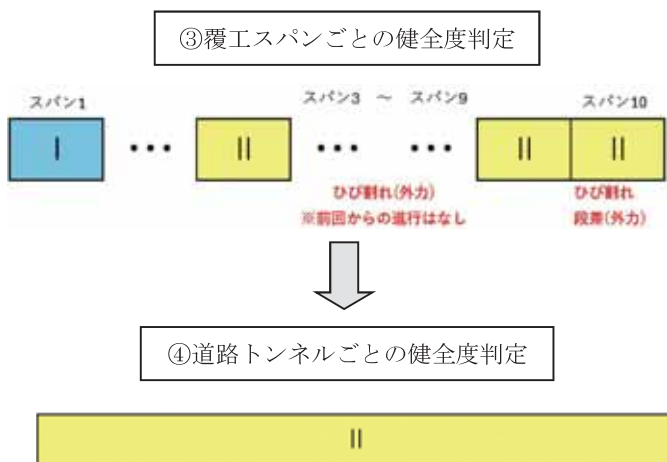 ③覆工スパンごとの健全度判定
スパン1 スパン3 ～ スパン9 スパン10
I ・・・ II ・・・ ・・・ II II
ひび割れ(外力) ひび割れ
※前回からの進行はなし 段差(外力)
④道路トンネルごとの健全度判定
II